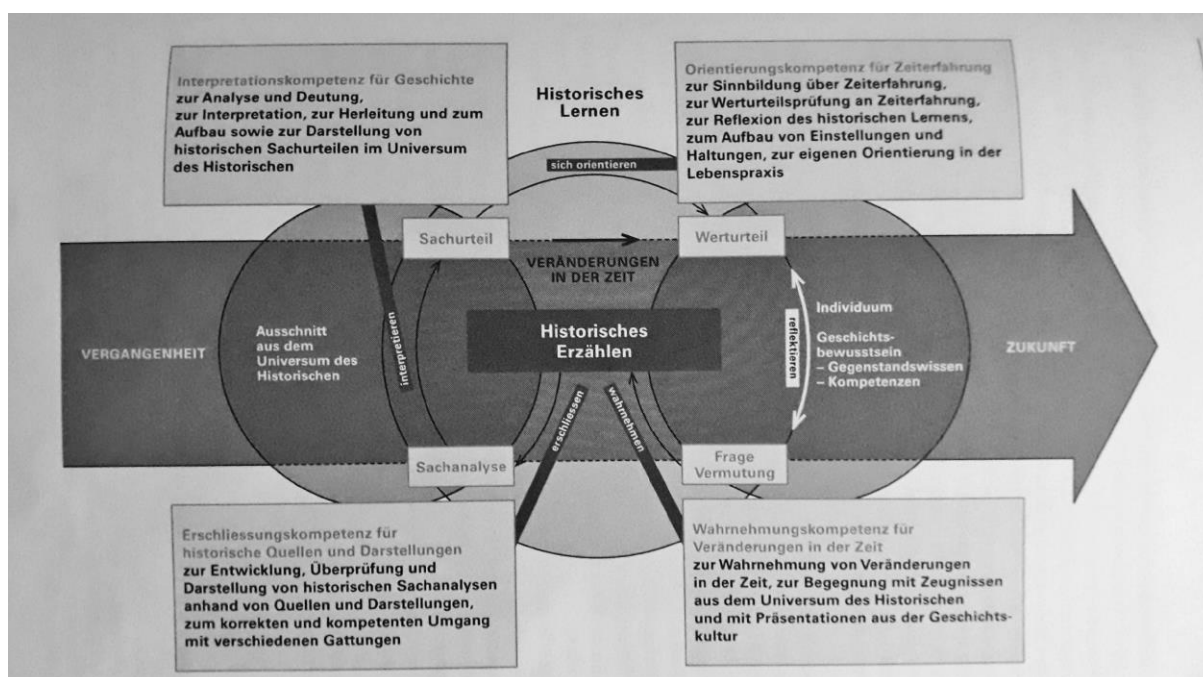 Interpretationskompetenz für Geschichte
zur Analyse und Deutung,
zur Interpretation, zur Herleitung und zum
Aufbau sowie zur Darstellung von
historischen Sachurteilen im Universum
des Historischen
Historisches
Lernen
Orientierungskompetenz für Zeiterfahrung
zur Sinnbildung über Zeiterfahrung,
zur Werturteilsprüfung an Zeiterfahrung,
zur Reflexion des historischen Lernens,
zum Aufbau von Einstellungen und
Haltungen, zur eigenen Orientierung in der
Lebenspraxis
sich orientieren
Sachurteil
Werturteil
VERÄNDERUNGEN
IN DER ZEIT
VERGANGENHEIT
Ausschnitt
aus dem
Universum des
Historischen
interpretieren
Historisches
Erzählen
reflektieren
Individuum
Geschichts-
bewusstsein
– Gegenstandswissen
– Kompetenzen
ZUKUNFT
erschliessen
wahrnehmen
Sachanalyse
Frage
Vermutung
Erschliessungskompetenz für
historische Quellen und Darstellungen
zur Entwicklung, Überprüfung und
Darstellung von historischen Sachanalysen
anhand von Quellen und Darstellungen,
zum korrekten und kompetenten Umgang
mit verschiedenen Gattungen
Wahrnehmungskompetenz für
Veränderungen in der Zeit
zur Wahrnehmung von Veränderungen
in der Zeit, zur Begegnung mit Zeugnissen
aus dem Universum des Historischen
und mit Präsentationen aus der Geschichts-
kultur